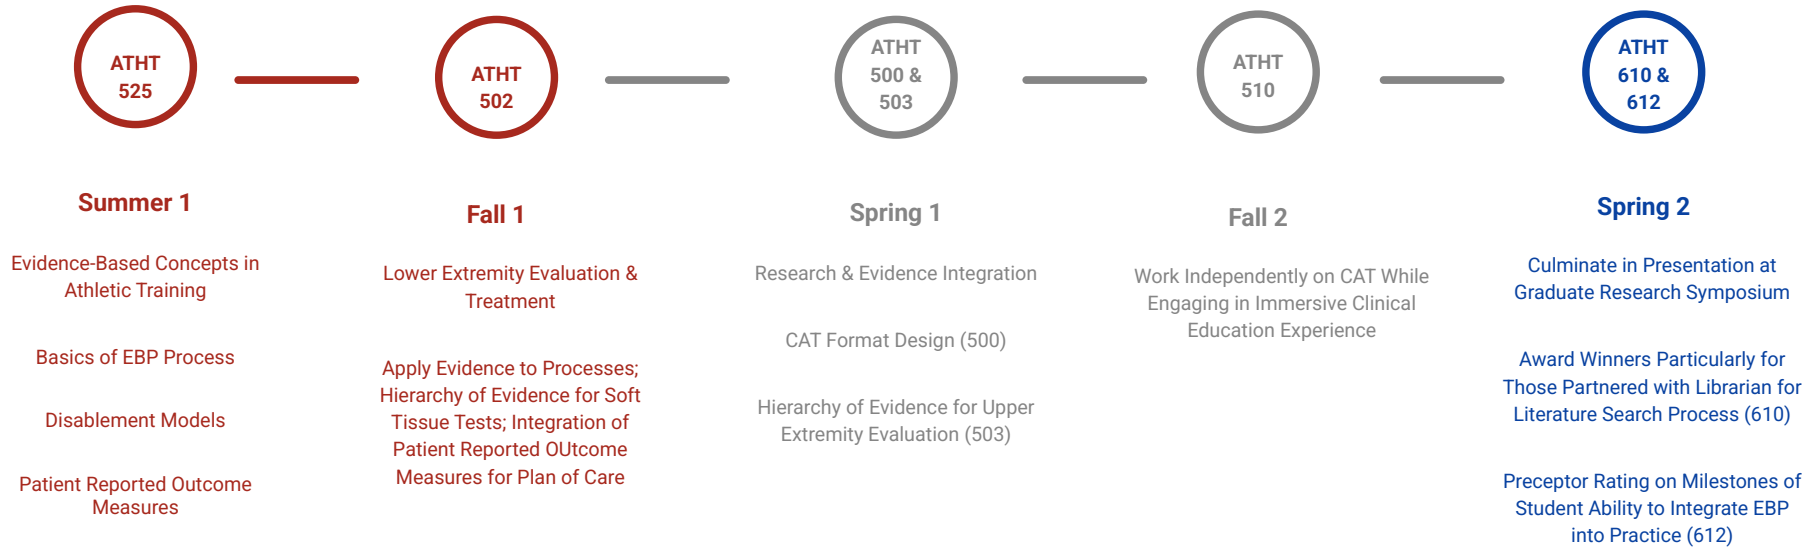 ATHT
525
Summer 1
Evidence-Based Concepts in
Athletic Training
Basics of EBP Process
Disablement Models
Patient Reported Outcome
Measures
ATHT
502
Fall 1
Lower Extremity Evaluation &
Treatment
Apply Evidence to Processes;
Hierarchy of Evidence for Soft
Tissue Tests; Integration of
Patient Reported OUtcome
Measures for Plan of Care
ATHT
500 &
503
Spring 1
Research & Evidence Integration
CAT Format Design (500)
Hierarchy of Evidence for Upper
Extremity Evaluation (503)
ATHT
510
Fall 2
Work Independently on CAT While
Engaging in Immersive Clinical
Education Experience
ATHT
610 &
612
Spring 2
Culminate in Presentation at
Graduate Research Symposium
Award Winners Particularly for
Those Partnered with Librarian for
Literature Search Process (610)
Preceptor Rating on Milestones of
Student Ability to Integrate EBP
into Practice (612)